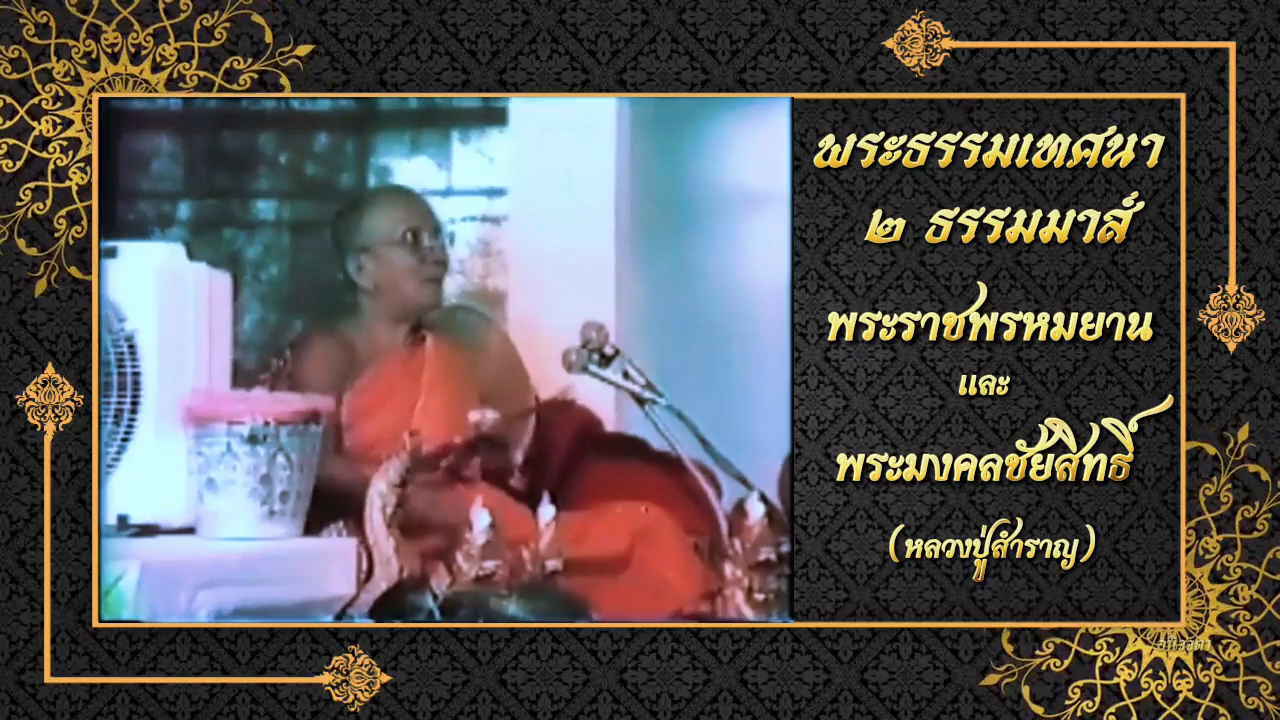 พระธรรมเทศนา
๒ ธรรมมาส์
พระราชพรหมยาน
และ
พระมงคลชัยสิทธิ์
(หลวงปู่สำราญ)